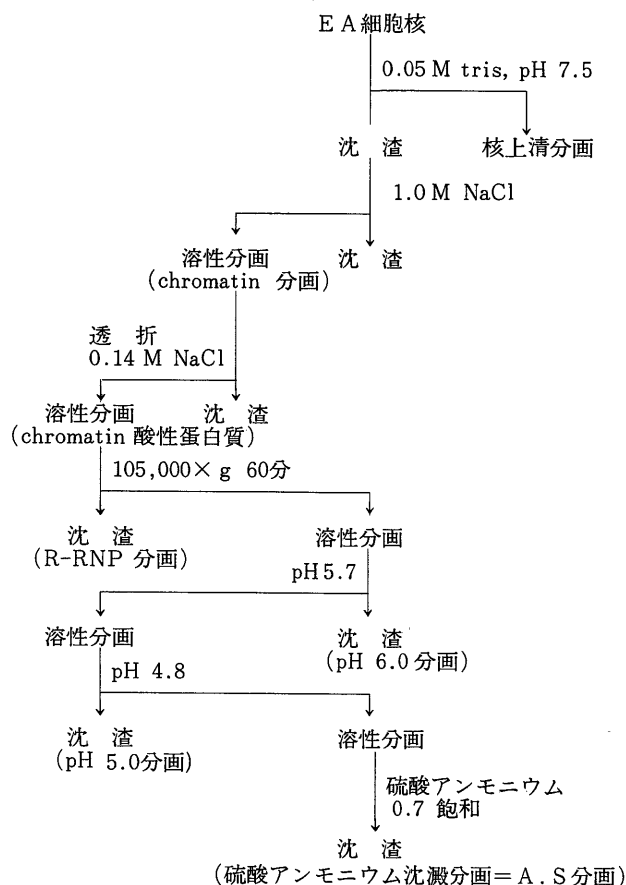 EA細胞核
0.05M tris, pH 7.5
沈渣 核上清分画
1.0M NaCl
溶性分画 沈渣
(chromatin 分画)
透折
0.14M NaCl
溶性分画 沈渣
(chromatin 酸性蛋白質)
105,000×g 60分
沈渣 溶性分画
(R-RNP 分画)
pH5.7
溶性分画 沈渣
(pH 6.0分画)
pH 4.8
沈渣 溶性分画
(pH 5.0分画)
硫酸アンモニウム
0.7 飽和
沈渣
(硫酸アンモニウム沈澱分画=A.S分画)